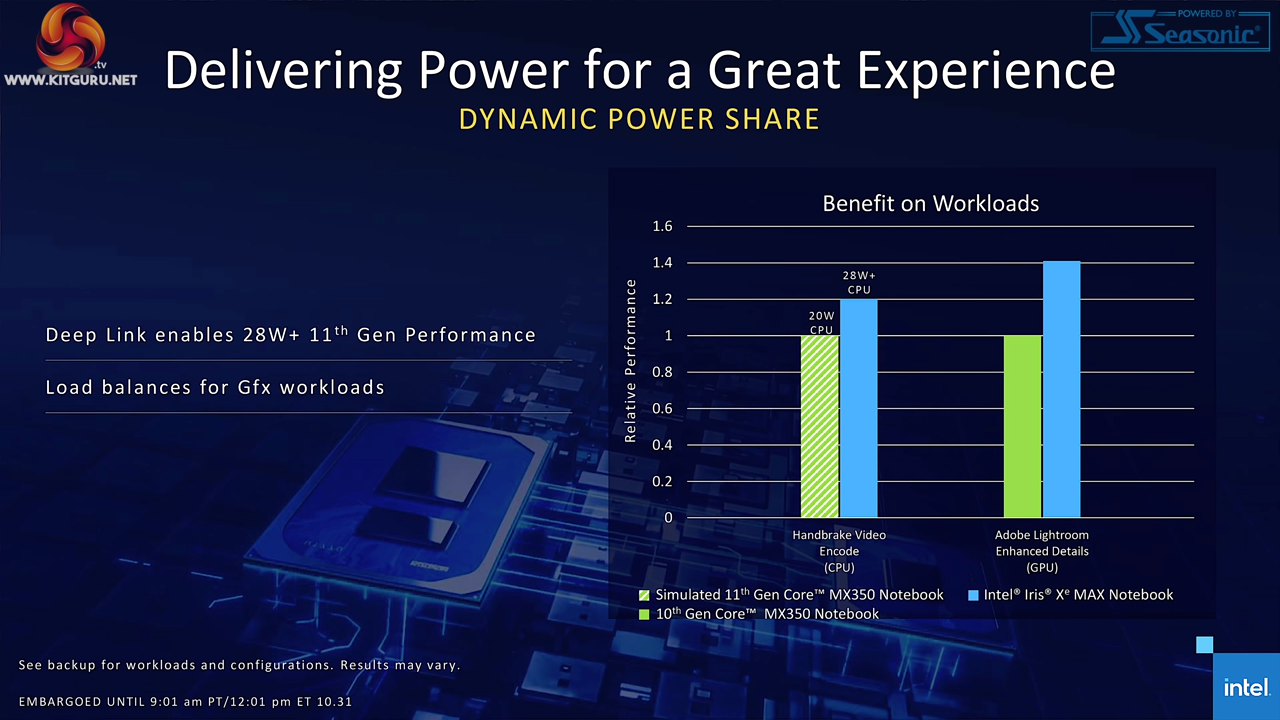 .tv
WWW.KITGURU.NET
POWERED BY
Seasonic®
Delivering Power for a Great Experience
DYNAMIC POWER SHARE
Deep Link enables 28W+ 11th Gen Performance
Load balances for Gfx workloads
Benefit on Workloads
Relative Performance
1.6
1.4
1.2
1
0.8
0.6
0.4
0.2
0
20W
CPU
28W+
CPU
Handbrake Video
Encode
(CPU)
Adobe Lightroom
Enhanced Details
(GPU)
Simulated 11th Gen Core™ MX350 Notebook
Intel® Iris® Xe MAX Notebook
10th Gen Core™ MX350 Notebook
See backup for workloads and configurations. Results may vary.
EMBARGOED UNTIL 9:01 am PT/12:01 pm ET 10.31
intel.